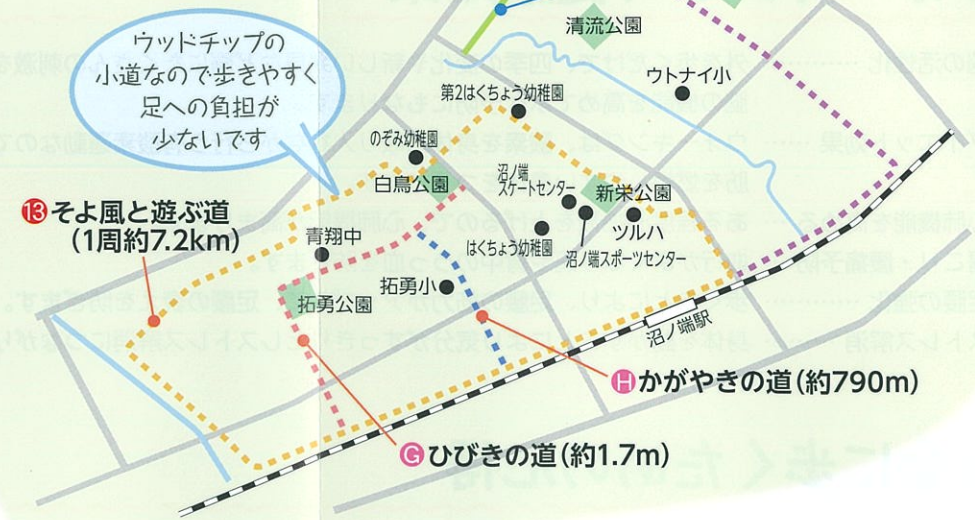 清流公園
ウッドチップの
小道なので歩きやすく
足への負担が
少ないです
ウトナイ小
第2はくちょう幼稚園
のぞみ幼稚園
白鳥公園
沼ノ端
スケートセンター
新栄公園
⓭そよ風と遊ぶ道
(1周約7.2km)
青翔中
はくちょう幼稚園
ツルハ
沼ノ端スポーツセンター
拓勇小
拓勇公園
沼ノ端駅
Hかがやきの道(約790m)
Gひびきの道(約1.7m)